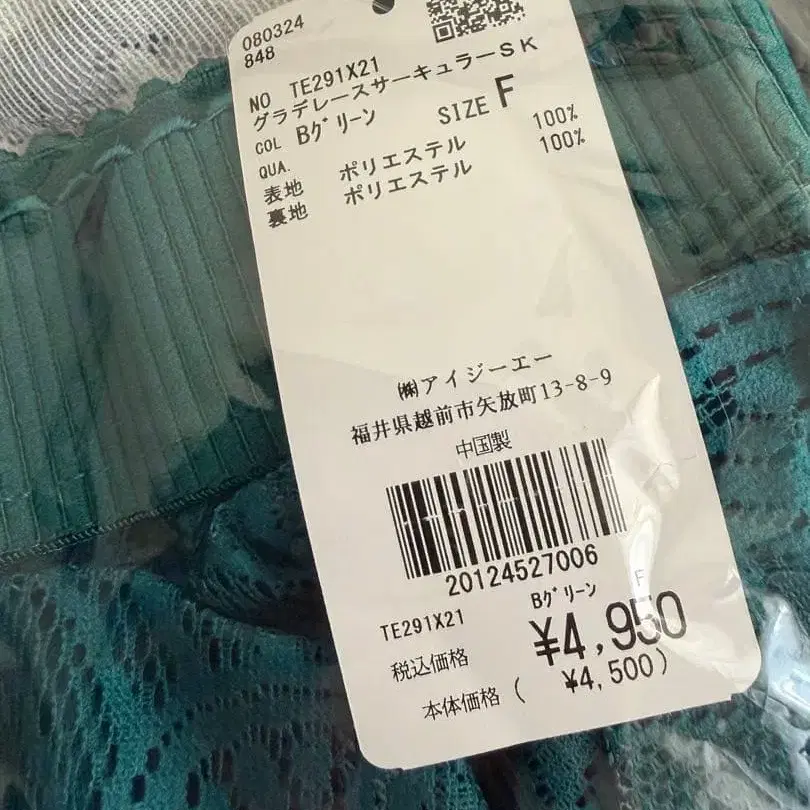 080324
848
NO TE291X21
グラデレースサーキュラーSK
COL Bグリーン SIZE F
QUA.
表地 ポリエステル 100%
裏地 ポリエステル 100%
㈱アイジーエー
福井県越前市矢放町13-8-9
中国製
20124527006
TE291X21 Bグリーン F
税込価格 ¥4,950
本体価格( ¥4,500)